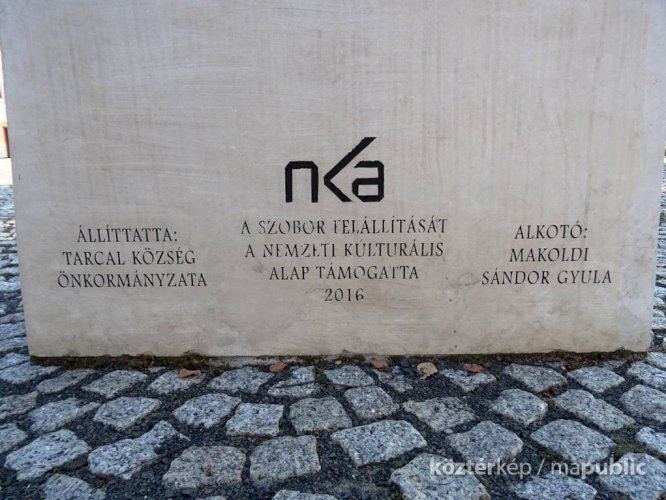 nka
ÁLLÍTTATTA:
TARCAL KÖZSÉG
ÖNKORMÁNYZATA
A SZOBOR FELÁLLÍTÁSÁT
A NEMZETI KULTURÁLIS
ALAP TÁMOGATTA
2016
ALKOTÓ:
MAKOLDI
SÁNDOR GYULA
köztérkép / mapublic